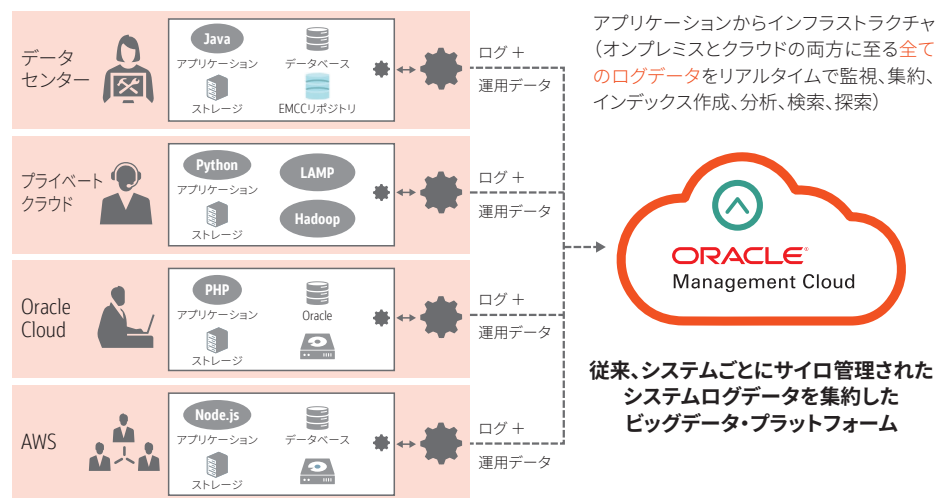 データ
センター
Java
アプリケーション
データベース
ストレージ
EMCCリポジトリ
ログ +
運用データ
プライベート
クラウド
Python
アプリケーション
ストレージ
LAMP
Hadoop
ログ +
運用データ
Oracle
Cloud
PHP
アプリケーション
Oracle
ストレージ
ログ +
運用データ
AWS
Node.js
アプリケーション
データベース
ストレージ
ログ +
運用データ
アプリケーションからインフラストラクチャ
（オンプレミスとクラウドの両方に至る全て
のログデータをリアルタイムで監視、集約、
インデックス作成、分析、検索、探索）
ORACLE®
Management Cloud
従来、システムごとにサイロ管理された
システムログデータを集約した
ビッグデータ・プラットフォーム